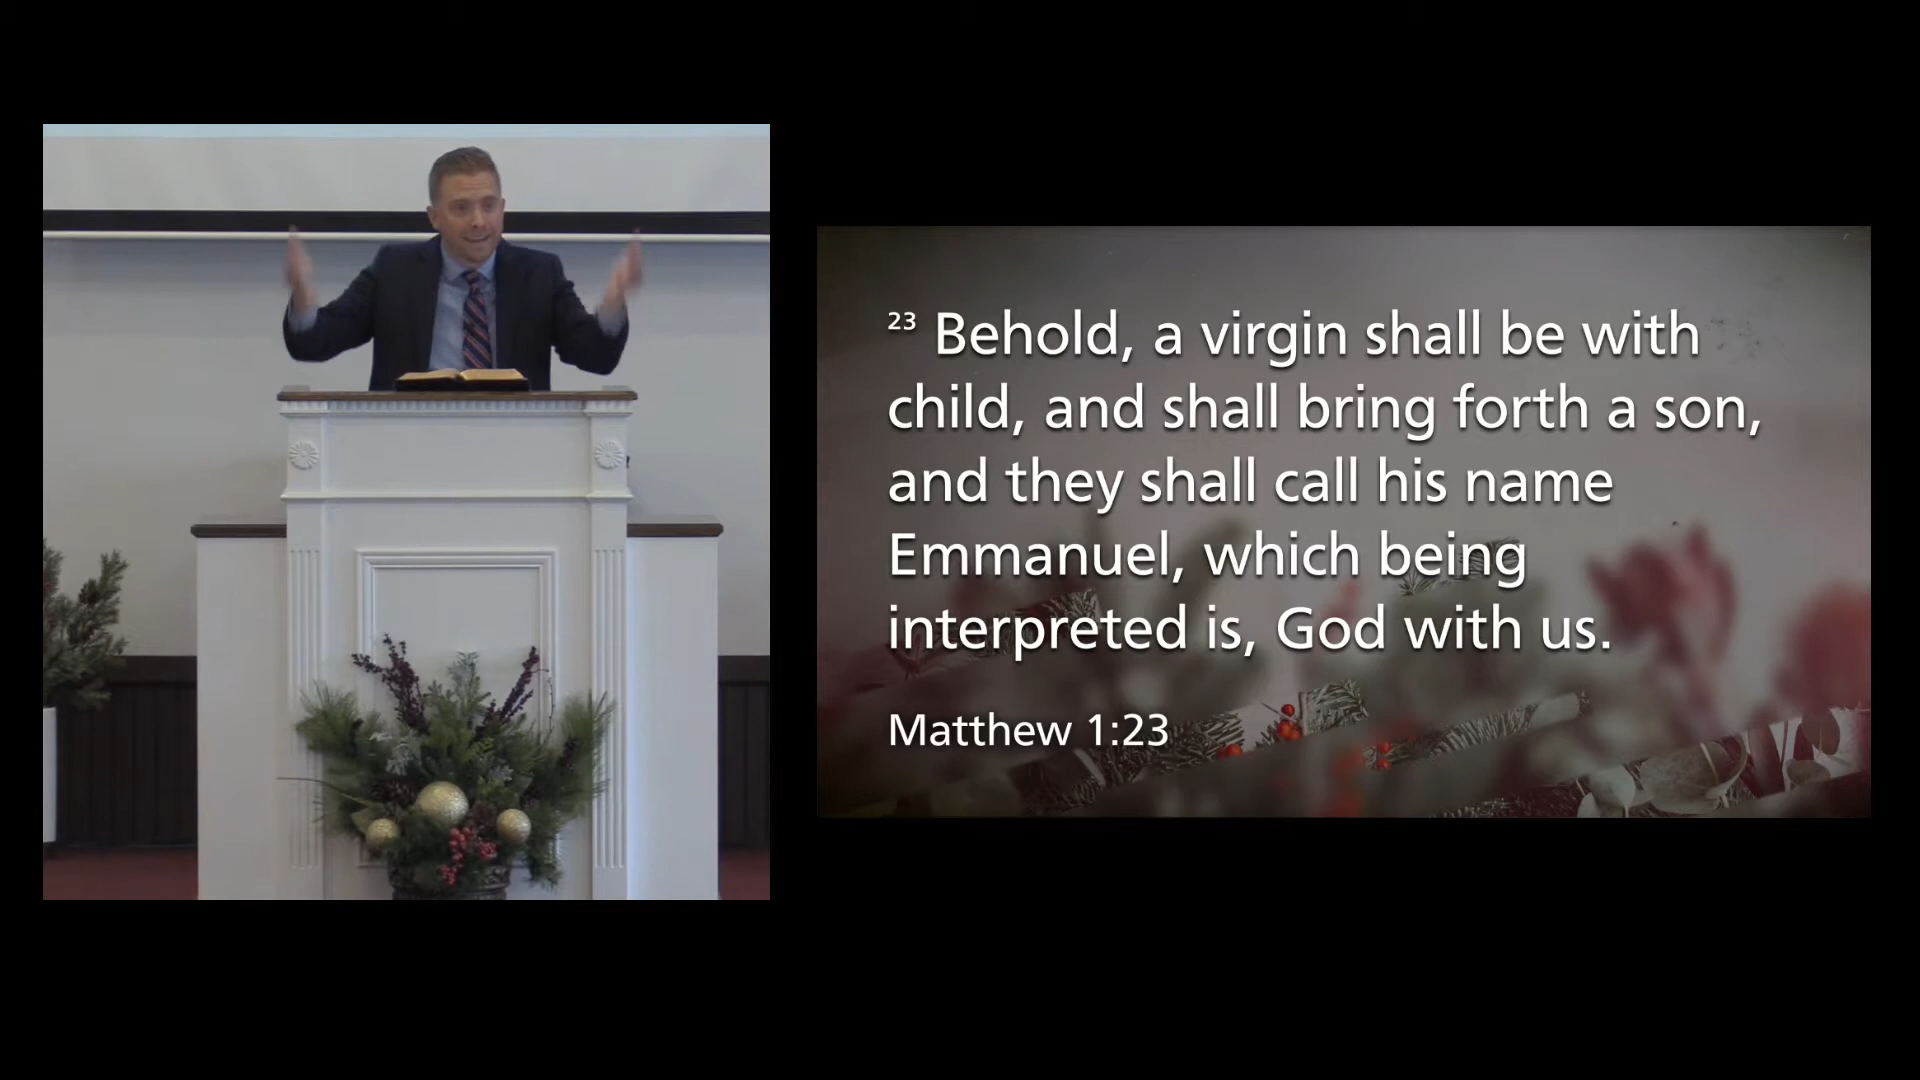 23 Behold, a virgin shall be with
child, and shall bring forth a son,
and they shall call his name
Emmanuel, which being
interpreted is, God with us.
Matthew 1:23